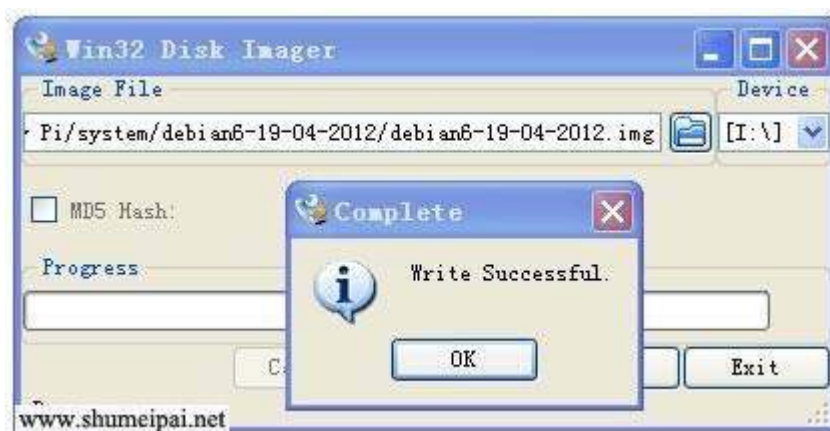 Win32 Disk Imager
Image File
Device
Pi/system/debian6-19-04-2012/debian6-19-04-2012.img
[I:\]
MD5 Hash:
Complete
Write Successful.
Progress
OK
Exit
www.shumeipai.net